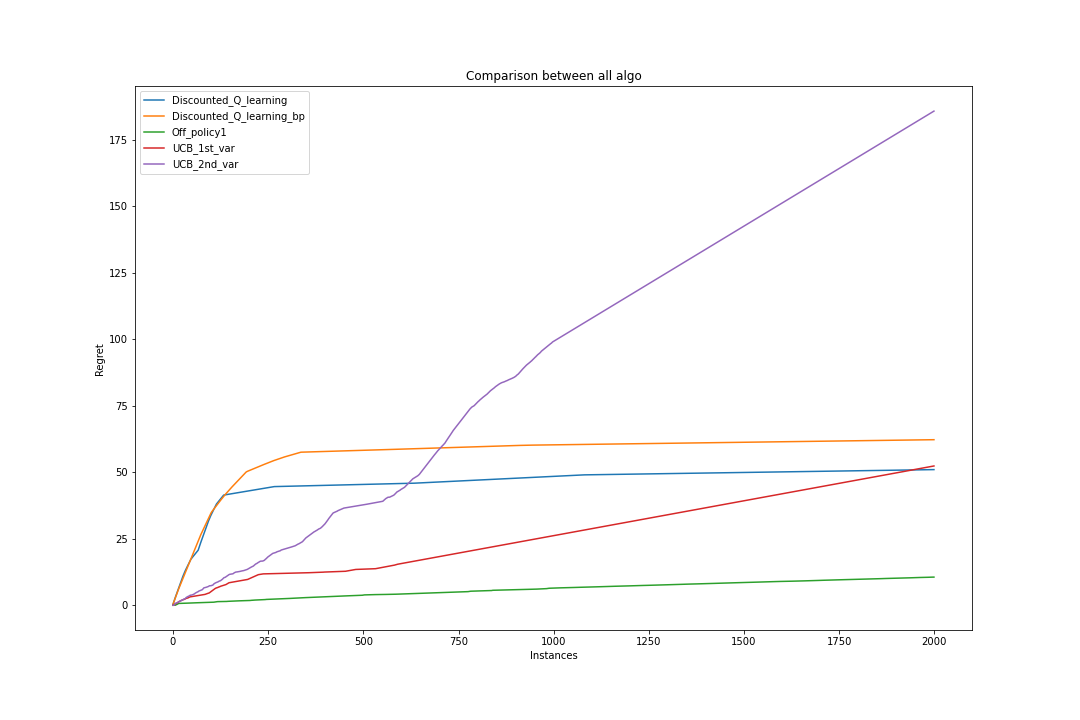 Comparison between all algo
Discounted_Q_learning
Discounted_Q_learning_bp
Off_policy1
UCB_1st_var
UCB_2nd_var
175
150
125
100
75
50
25
0
Regret
0 250 500 750 1000 1250 1500 1750 2000
Instances